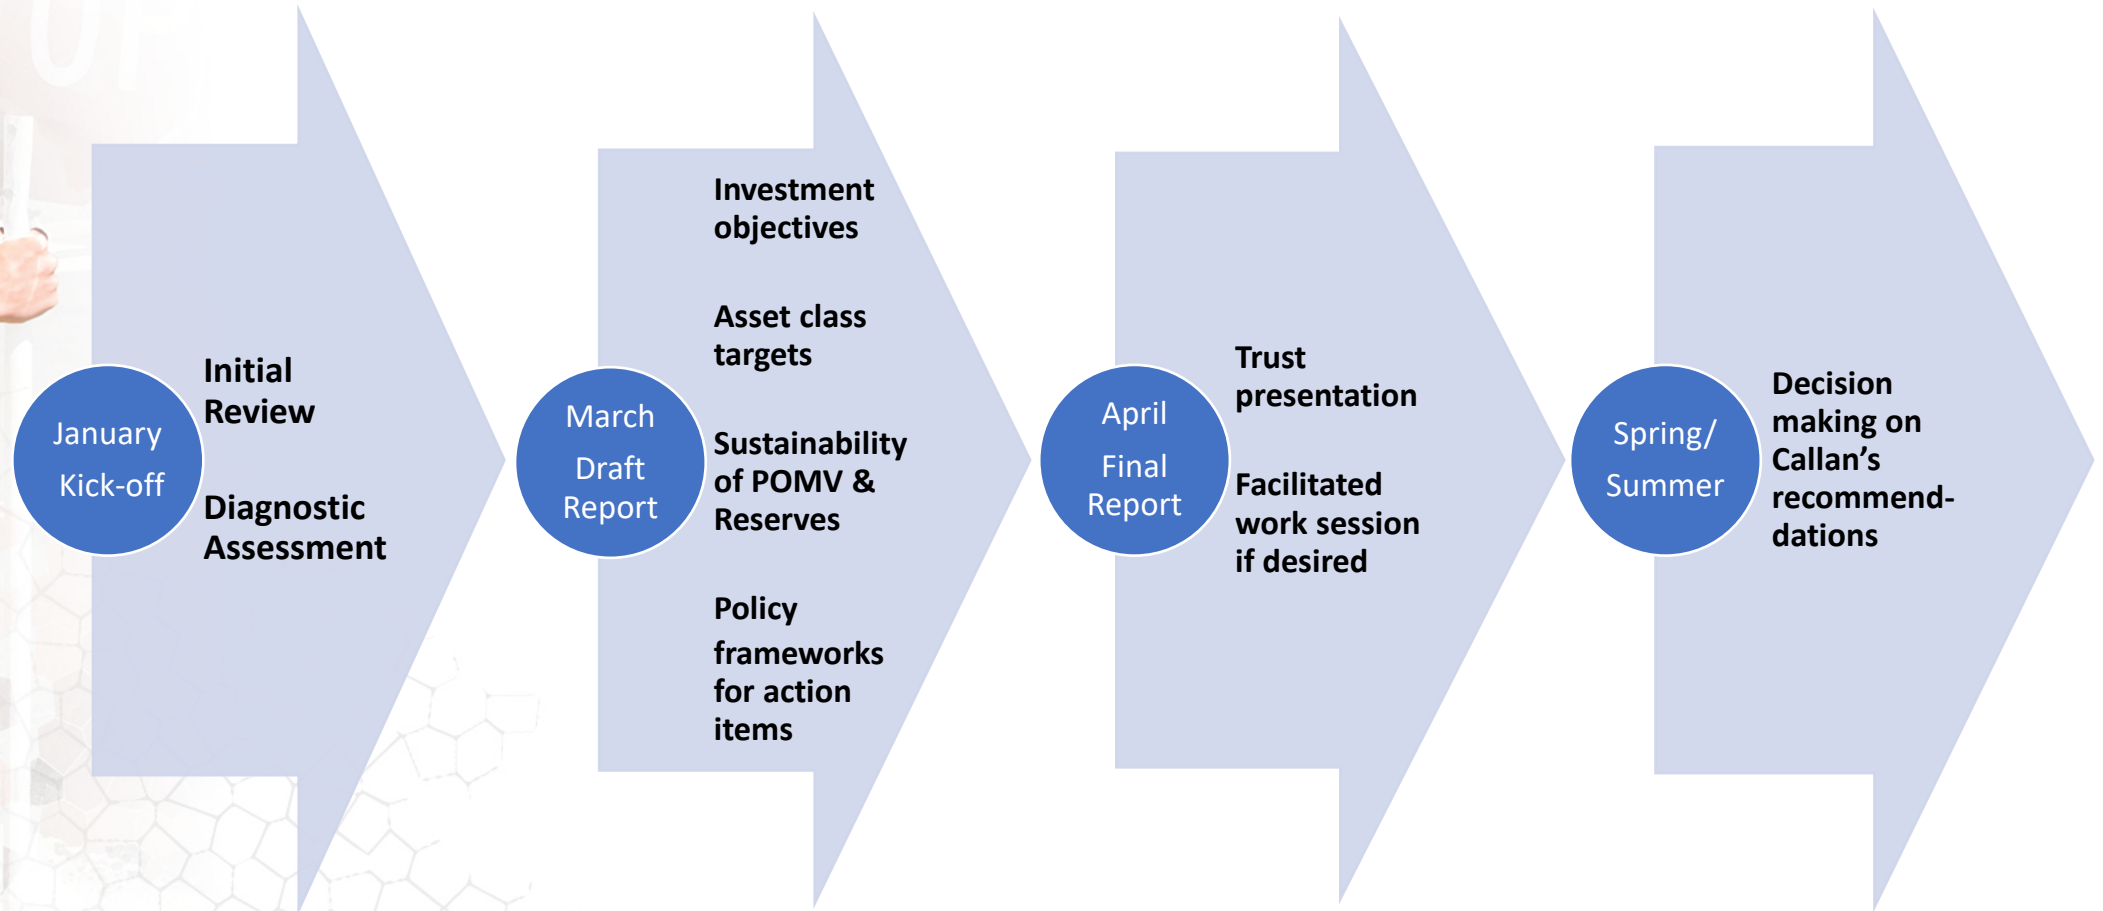 January
Kick-off
Initial
Review
Diagnostic
Assessment
March
Draft
Report
Investment
objectives
Asset class
targets
Sustainability
of POMV &
Reserves
Policy
frameworks
for action
items
April
Final
Report
Trust
presentation
Facilitated
work session
if desired
Spring/
Summer
Decision
making on
Callan’s
recommend-
dations